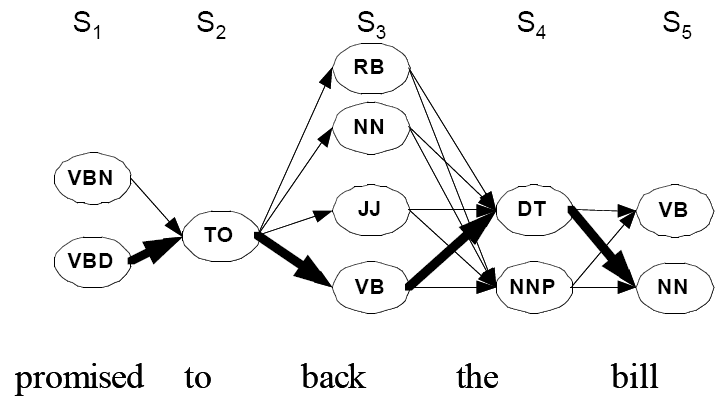 S1 S2 S3 S4 S5
RB
NN
VBN
JJ DT VB
TO
VBD
VB NNP NN
promised to back the bill